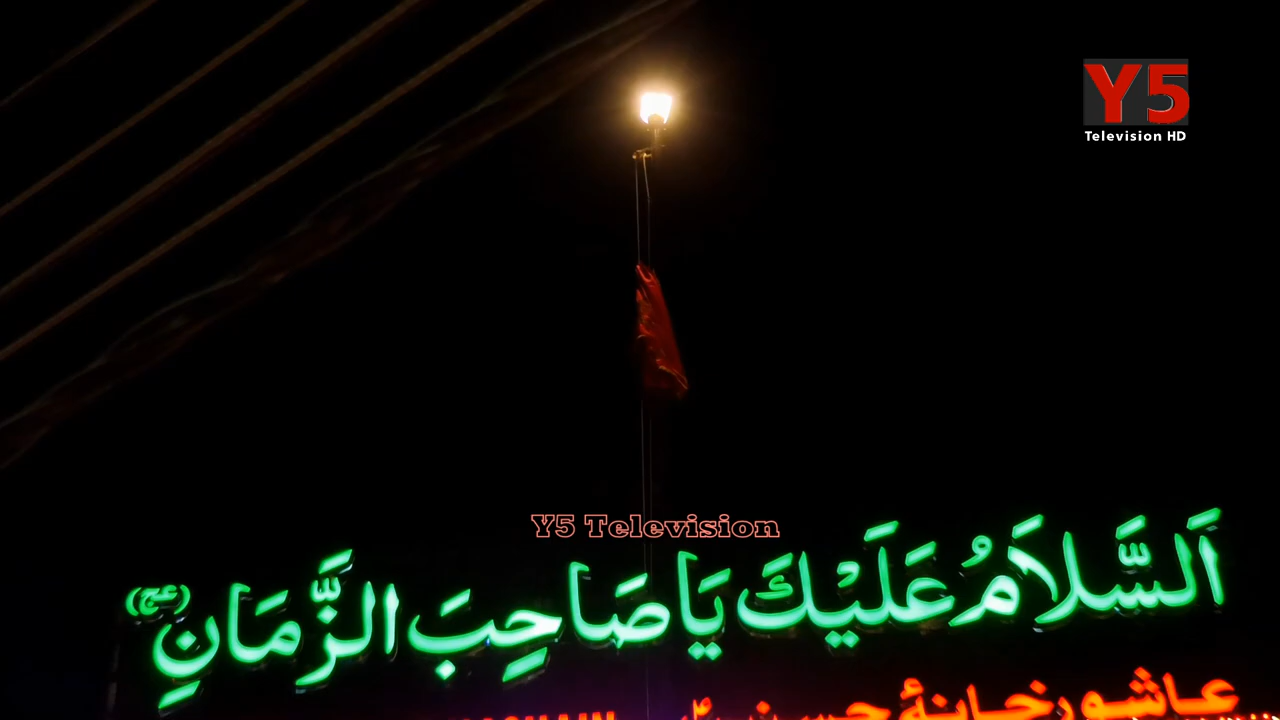 Y5
Television HD
Y5 Television
اَلسَّلَامُ عَلَيْكَ يَا صَاحِبَ الزَّمَانِ (عج)
عاشورخانۂ